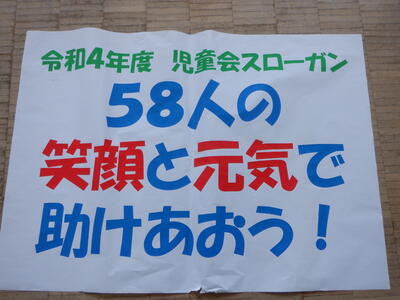 令和4年度 児童会スローガン
58人の
笑顔と元気で
助けあおう!